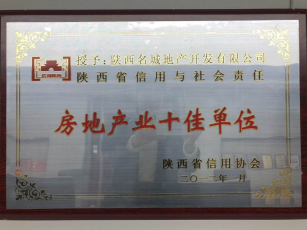 授予：陕西名城地产开发有限公司
陕西省信用与社会责任
房地产业十佳单位
陕西省信用协会